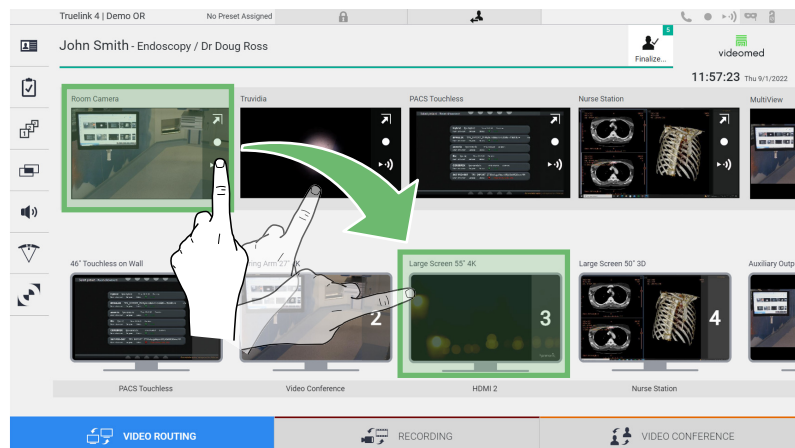 Truelink 4 | Demo OR
No Preset Assigned
John Smith - Endoscopy / Dr Doug Ross
5
Finalize...
videomed
11:57:23 Thu 9/1/2022
Room Camera
Truvidia
PACS Touchless
Nurse Station
MultiView
46" Touchless on Wall
Arm 27"
Large Screen 55" 4K
Large Screen 50" 3D
Auxiliary Outp
2
3
4
PACS Touchless
Video Conference
HDMI 2
Nurse Station
VIDEO ROUTING
RECORDING
VIDEO CONFERENCE